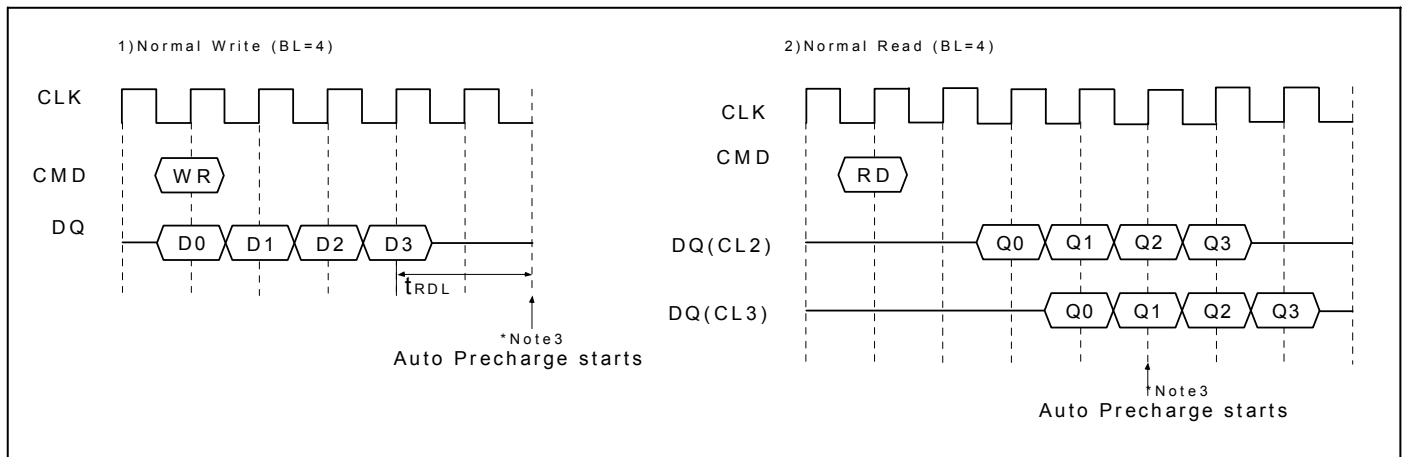 1)Normal Write (BL=4)
CLK
CMD
WR
DQ
D0 D1 D2 D3
tRDL
*Note3
Auto Precharge starts
2)Normal Read (BL=4)
CLK
CMD
RD
DQ(CL2)
Q0 Q1 Q2 Q3
DQ(CL3)
Q0 Q1 Q2 Q3
*Note3
Auto Precharge starts